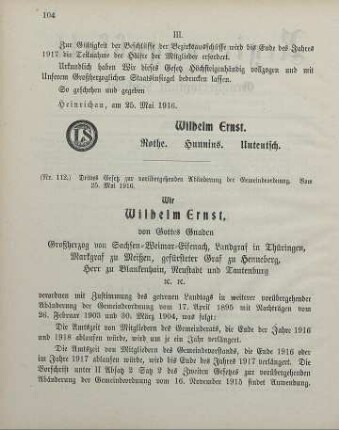 104
III.
Zur Gültigkeit der Beschlüsse der Bezirksausschüsse wird bis Ende des Jahres
1917 die Teilnahme der Hälfte der Mitglieder erfordert.
Urkundlich haben Wir dieses Gesetz Höchsteigenhändig vollzogen und mit
Unserem Großherzoglichen Staatsinsiegel bedrucken lassen.
So geschehen und gegeben
Heinrichau, am 25. Mai 1916.
LS
Wilhelm Ernst.
Rothe. Hunnius. Unteutsch.
(Nr. 112.) Drittes Gesetz zur vorübergehenden Abänderung der Gemeindeordnung. Vom
25. Mai 1916.
Wir
Wilhelm Ernst,
von Gottes Gnaden
Großherzog von Sachsen-Weimar-Eisenach, Landgraf in Thüringen,
Markgraf zu Meißen, gefürsteter Graf zu Henneberg,
Herr zu Blankenhain, Neustadt und Tautenburg
ꝛc. ꝛc.
verordnen mit Zustimmung des getreuen Landtags in weiterer vorübergehender
Abänderung der Gemeindeordnung vom 17. April 1895 mit Nachträgen vom
26. Februar 1903 und 30. März 1904, was folgt:
Die Amtszeit von Mitgliedern des Gemeinderats, die Ende der Jahre 1916
und 1918 ablaufen würde, wird um je ein Jahr verlängert.
Die Amtszeit von Mitgliedern des Gemeindevorstands, die Ende 1916 oder
im Jahre 1917 ablaufen würde, wird bis Ende des Jahres 1917 verlängert. Die
Vorschrift unter II Absatz 2 Satz 2 des Zweiten Gesetzes zur vorübergehenden
Abänderung der Gemeindeordnung vom 16. November 1915 findet Anwendung.